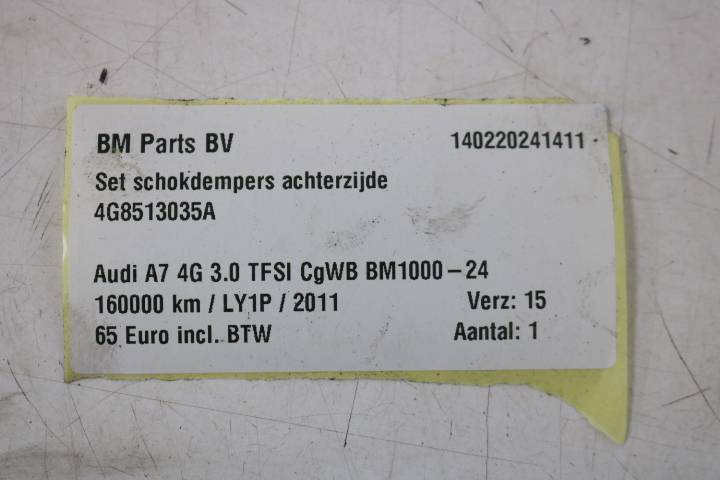 BM Parts BV 140220241411
Set schokdempers achterzijde
4G8513035A
Audi A7 4G 3.0 TFSI CgWB BM1000-24
160000 km / LY1P / 2011 Verz: 15
65 Euro incl. BTW Aantal: 1